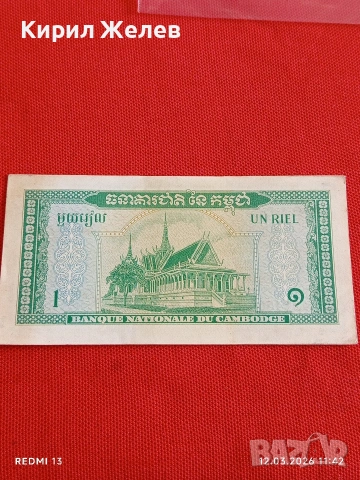 Кирил Желев
ធនាគារជាតិ នៃ កម្ពុជា
មួយរៀល
UN RIEL
1
១
BANQUE NATIONALE DU CAMBODGE
REDMI 13
12.03.2026 11:42
BAZAR